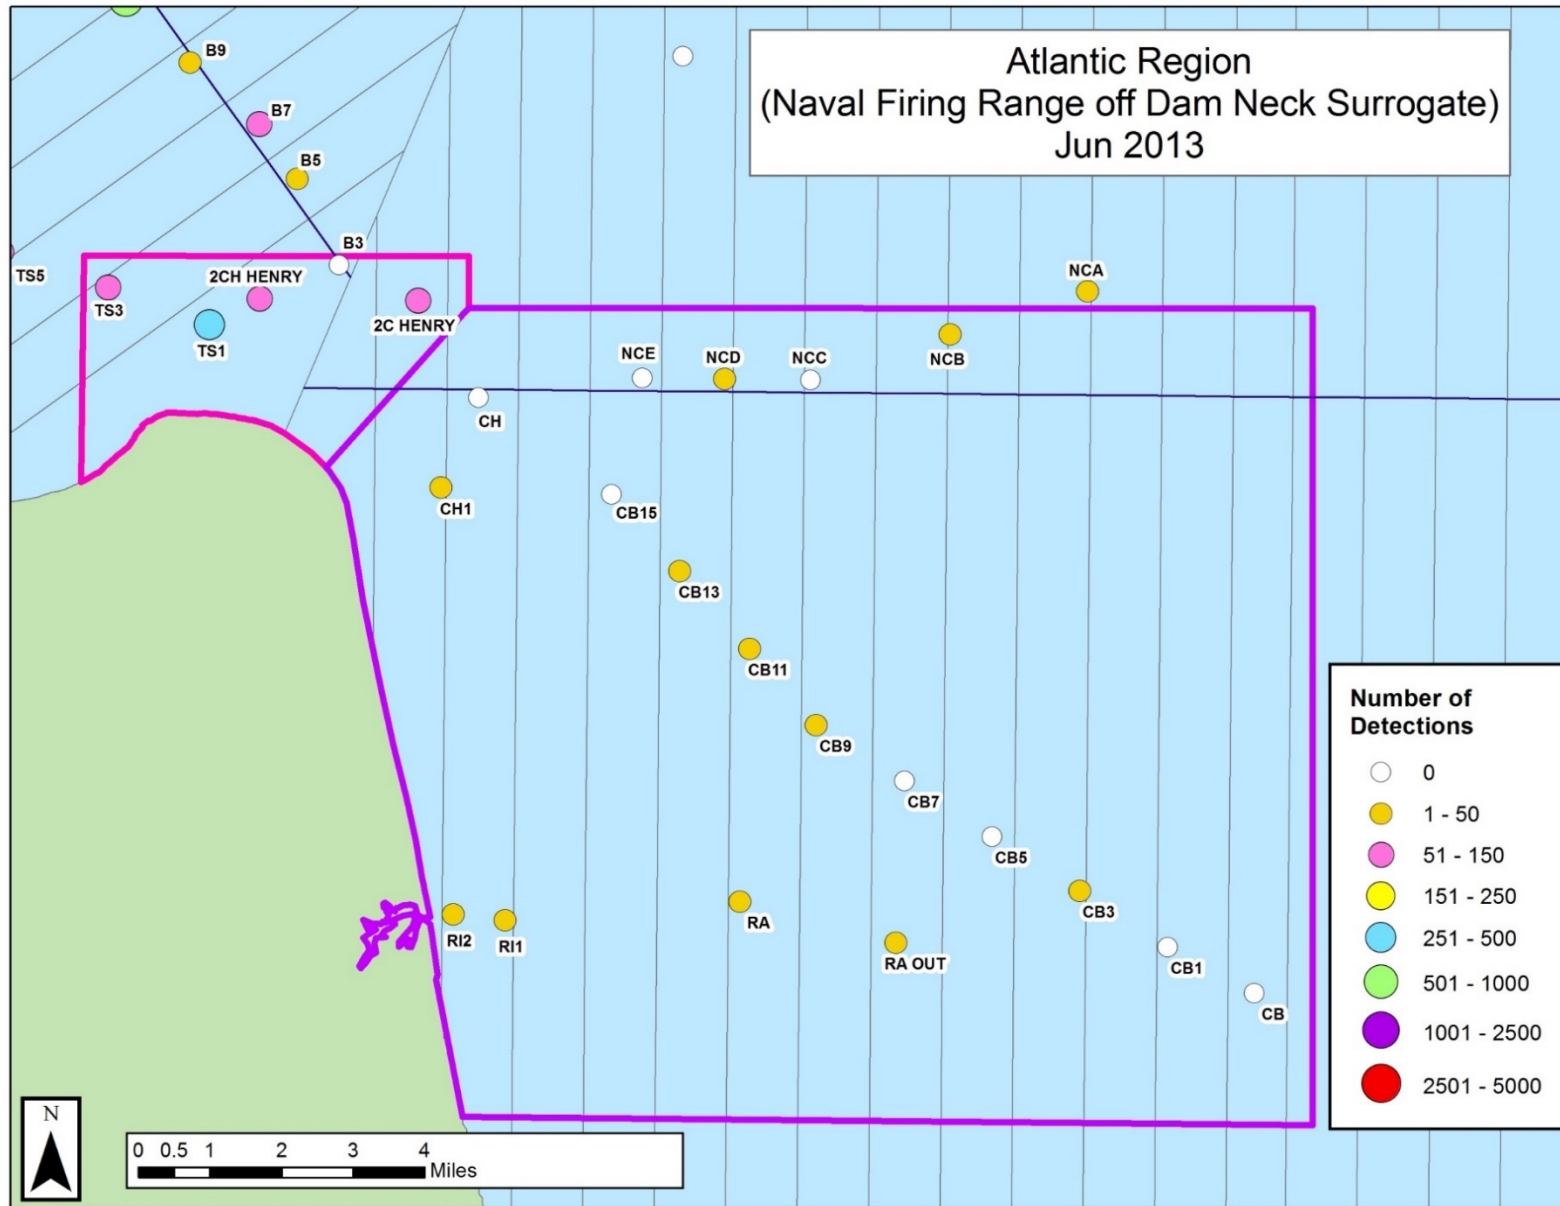 Atlantic Region
(Naval Firing Range off Dam Neck Surrogate)
Jun 2013
B9
B7
B5
B3
TS5
TS3
2CH HENRY
TS1
2C HENRY
NCA
NCB
NCE
NCD
NCC
CH
CH1
CB15
CB13
CB11
CB9
CB7
CB5
CB3
CB1
CB
RI2
RI1
RA
RA OUT
Number of
Detections
0
1 - 50
51 - 150
151 - 250
251 - 500
501 - 1000
1001 - 2500
2501 - 5000
N
0 0.5 1 2 3 4
Miles